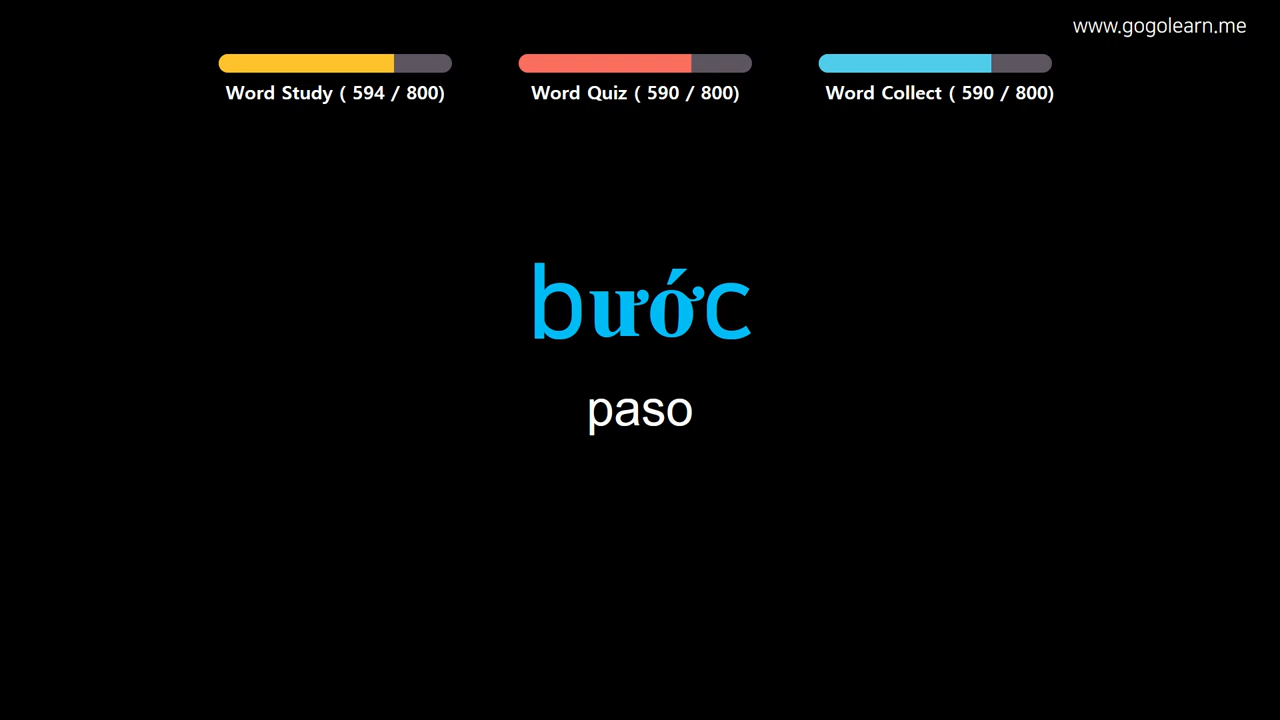 www.gogolearn.me
Word Study ( 594 / 800)
Word Quiz ( 590 / 800)
Word Collect ( 590 / 800)
bước
paso